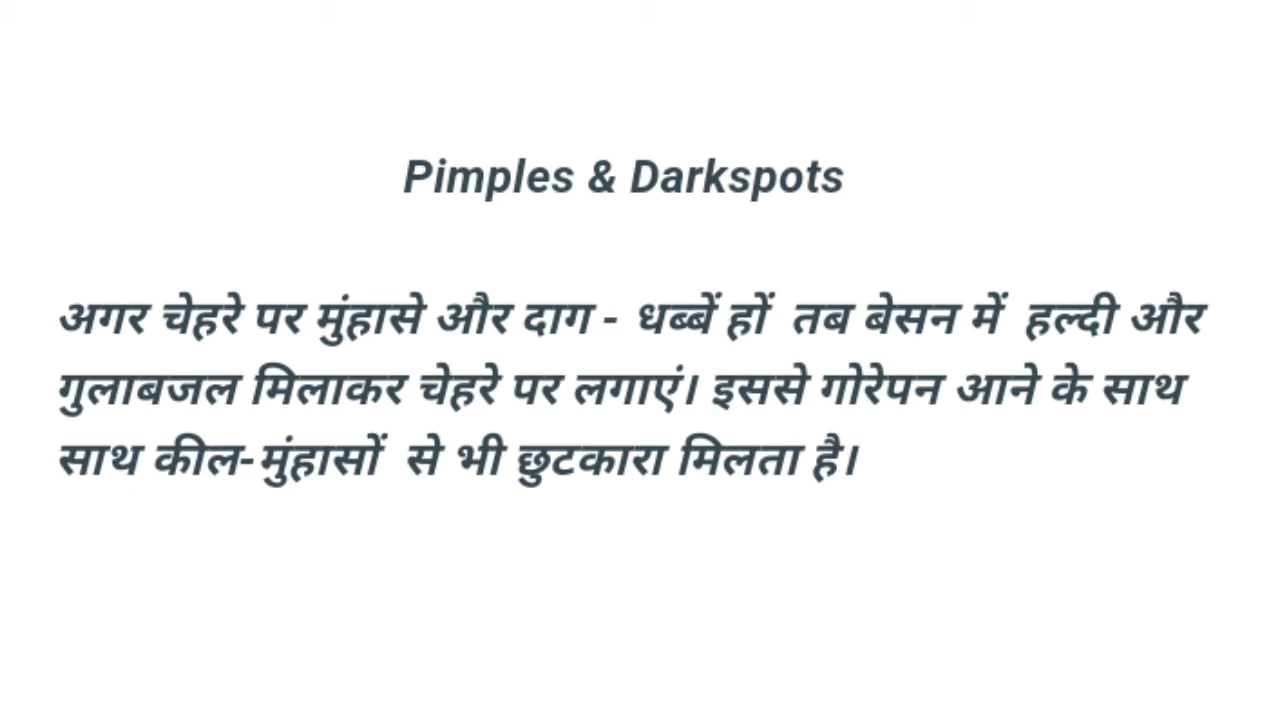 Pimples & Darkspots
अगर चेहरे पर मुंहासे और दाग - धब्बें हों तब बेसन में हल्दी और
गुलाबजल मिलाकर चेहरे पर लगाएं। इससे गोरेपन आने के साथ
साथ कील-मुंहासों से भी छुटकारा मिलता है।